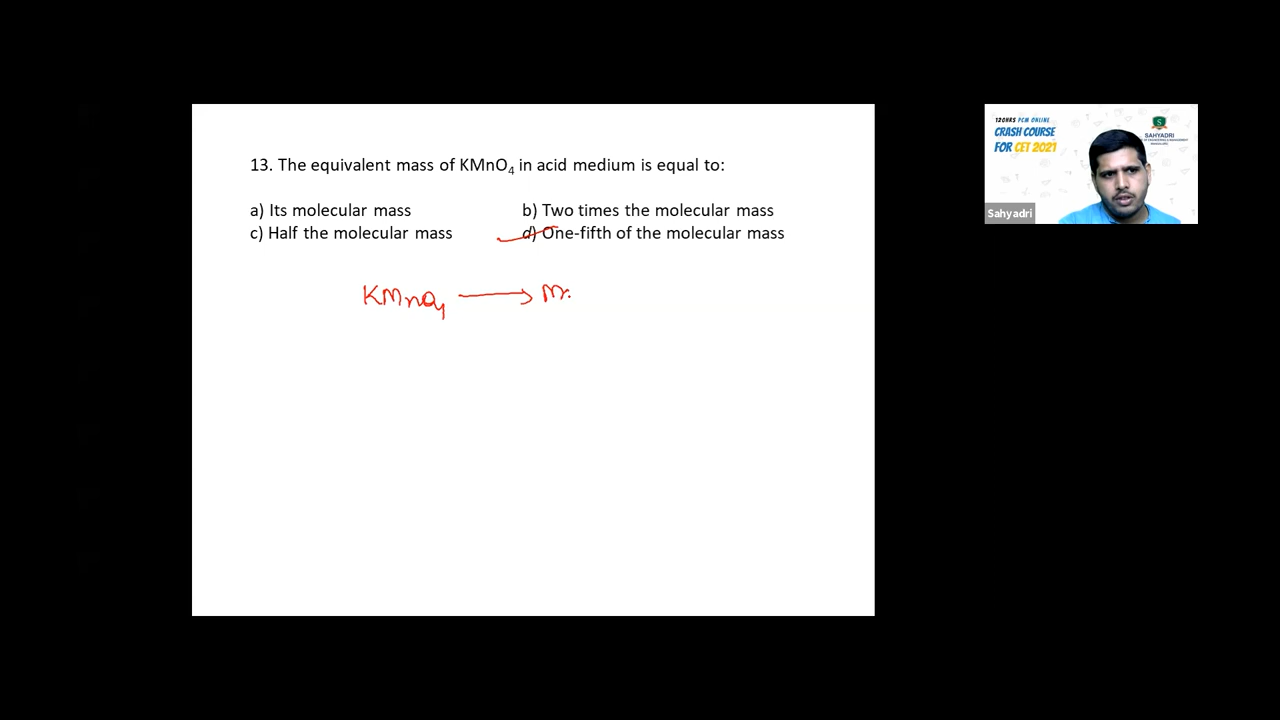 13. The equivalent mass of KMnO4 in acid medium is equal to:
a) Its molecular mass b) Two times the molecular mass
c) Half the molecular mass d) One-fifth of the molecular mass
KMnO4 → Mn
120HRS PCM ONLINE
CRASH COURSE
FOR CET 2021
SAHYADRI
Sahyadri